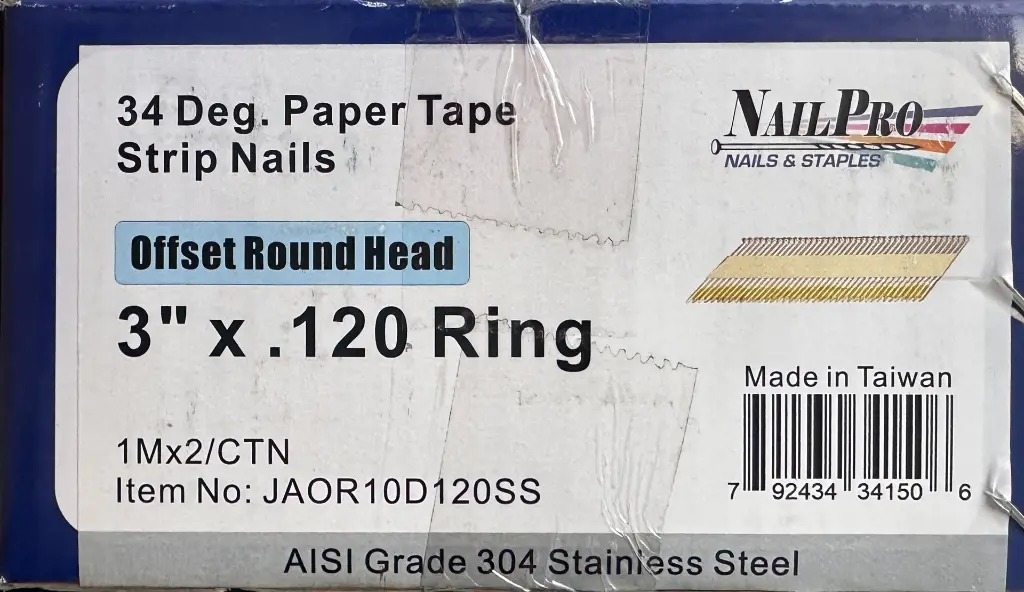 34 Deg. Paper Tape
Strip Nails
NAILPRO
NAILS & STAPLES
Offset Round Head
3" x .120 Ring
Made in Taiwan
1Mx2/CTN
Item No: JAOR10D120SS
7 92434 34150 6
AISI Grade 304 Stainless Steel